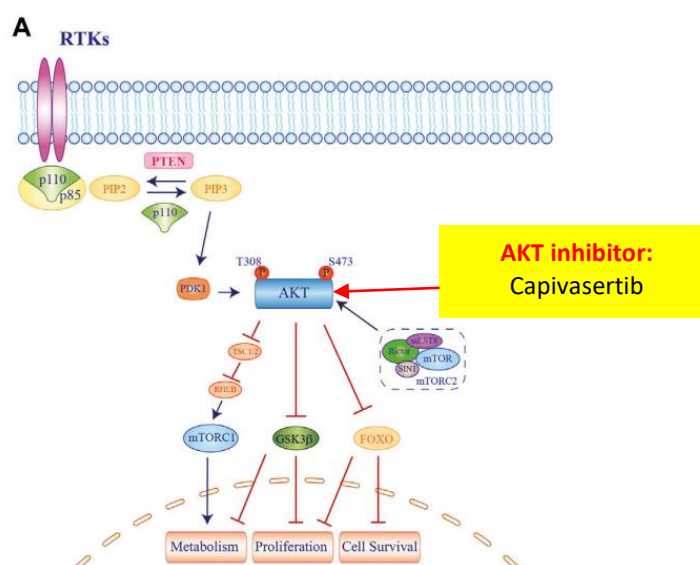 A
RTKs
PTEN
p110
p85
PIP2
PIP3
p110
T308
S473
P
P
PDK1
AKT
AKT inhibitor:
Capivasertib
mLST8
Rictor
mTOR
SIN1
mTORC2
TSC1/2
RHEB
mTORC1
GSK3β
FOXO
Metabolism
Proliferation
Cell Survival